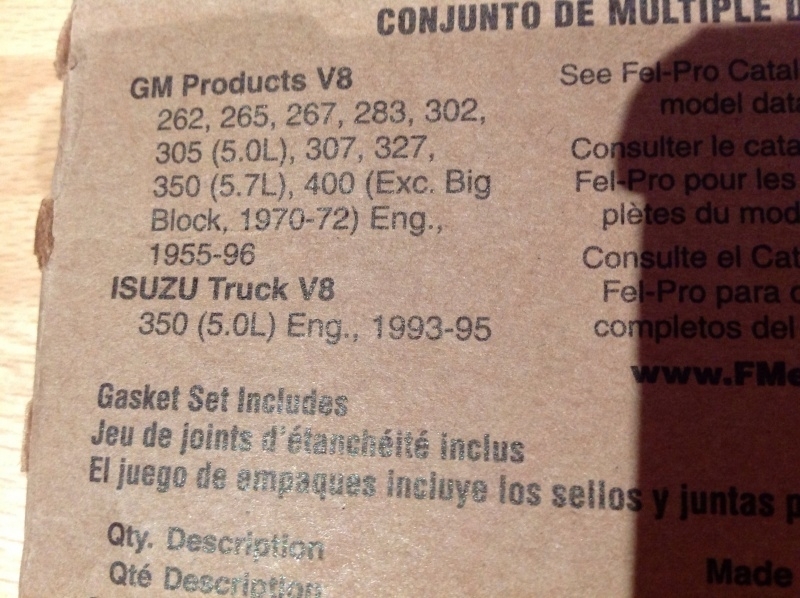 CONJUNTO DE MULTIPLE
GM Products V8
262, 265, 267, 283, 302,
305 (5.0L), 307, 327,
350 (5.7L), 400 (Exc. Big
Block, 1970-72) Eng.,
1955-96
ISUZU Truck V8
350 (5.0L) Eng., 1993-95
See Fel-Pro Catal
model data
Consulter le cata
Fel-Pro pour les
plètes du mod
Consulte el Cat
Fel-Pro para
completos del
www.FMe
Gasket Set Includes
Jeu de joints d'étanchéité inclus
El juego de empaques incluye los sellos y juntas p
Qty. Description
Qté Description
Made